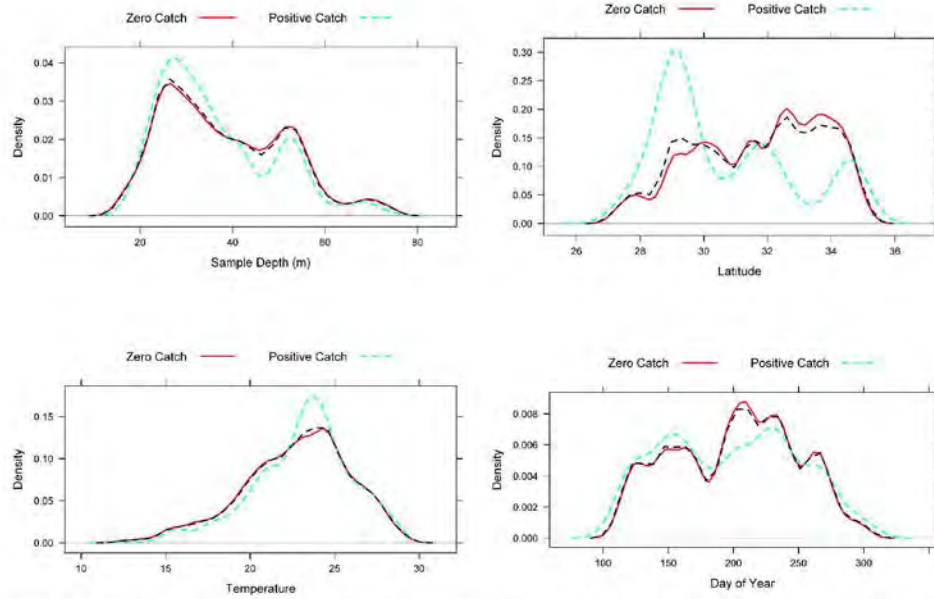 Zero Catch Positive Catch
Density
0.04
0.03
0.02
0.01
0.00
20 40 60 80
Sample Depth (m)
Zero Catch Positive Catch
Density
0.30
0.25
0.20
0.15
0.10
0.05
0.00
26 28 30 32 34 36
Latitude
Zero Catch Positive Catch
Density
0.15
0.10
0.05
0.00
10 15 20 25 30
Temperature
Zero Catch Positive Catch
Density
0.008
0.006
0.004
0.002
0.000
100 150 200 250 300
Day of Year